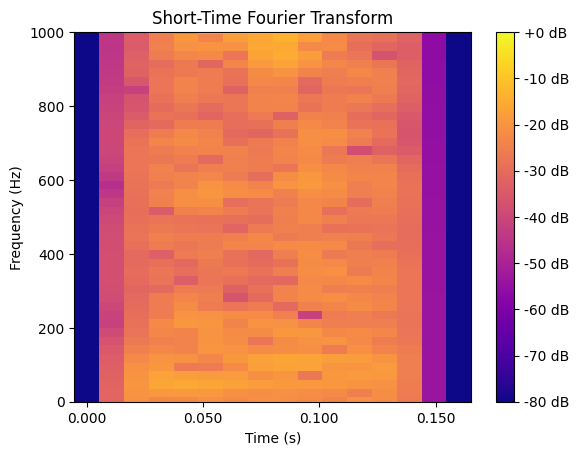 Short-Time Fourier Transform
1000
800
600
400
200
0
Frequency (Hz)
0.000
0.050
0.100
0.150
Time (s)
+0 dB
-10 dB
-20 dB
-30 dB
-40 dB
-50 dB
-60 dB
-70 dB
-80 dB